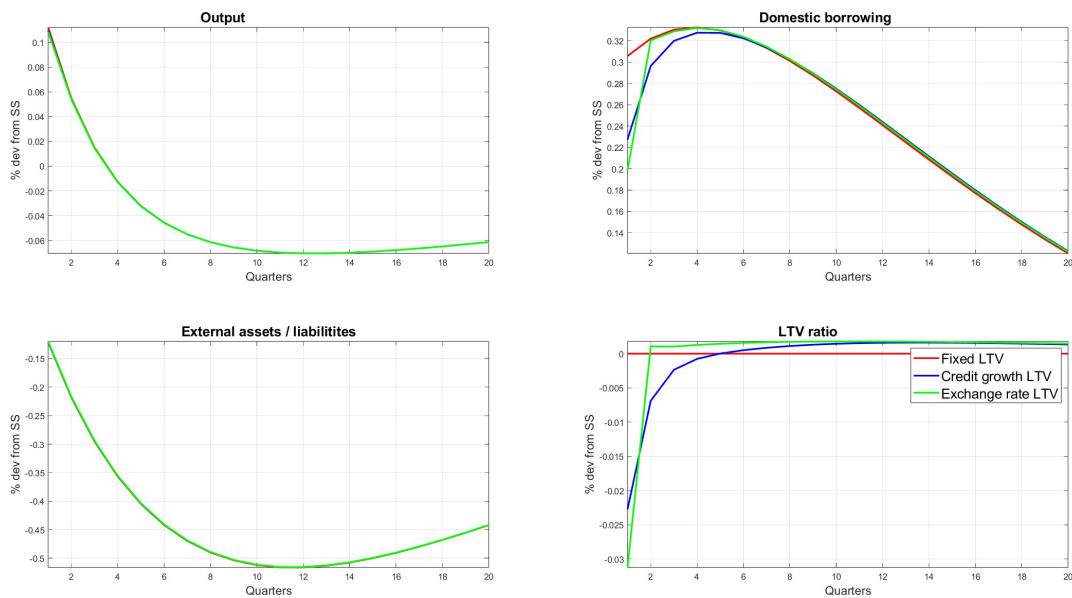 Output
% dev from SS
0.1
0.08
0.06
0.04
0.02
0
-0.02
-0.04
-0.06
2 4 6 8 10 12 14 16 18 20
Quarters
Domestic borrowing
% dev from SS
0.32
0.3
0.28
0.26
0.24
0.22
0.2
0.18
0.16
0.14
2 4 6 8 10 12 14 16 18 20
Quarters
External assets / liabilitites
% dev from SS
-0.15
-0.2
-0.25
-0.3
-0.35
-0.4
-0.45
-0.5
2 4 6 8 10 12 14 16 18 20
Quarters
LTV ratio
% dev from SS
0
-0.005
-0.01
-0.015
-0.02
-0.025
-0.03
2 4 6 8 10 12 14 16 18 20
Quarters
Fixed LTV
Credit growth LTV
Exchange rate LTV